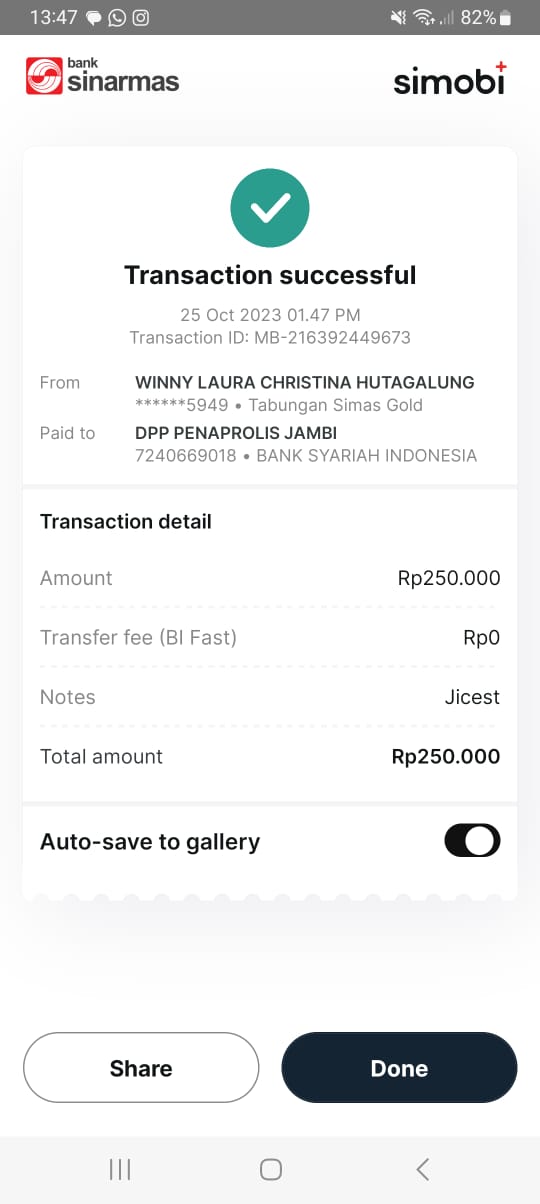 13:47 82%
bank
sinarmas
simobi+
Transaction successful
25 Oct 2023 01.47 PM
Transaction ID: MB-216392449673
From WINNY LAURA CHRISTINA HUTAGALUNG
******5949 • Tabungan Simas Gold
Paid to DPP PENAPROLIS JAMBI
7240669018 • BANK SYARIAH INDONESIA
Transaction detail
Amount Rp250.000
Transfer fee (BI Fast) Rp0
Notes Jicest
Total amount Rp250.000
Auto-save to gallery
Share Done